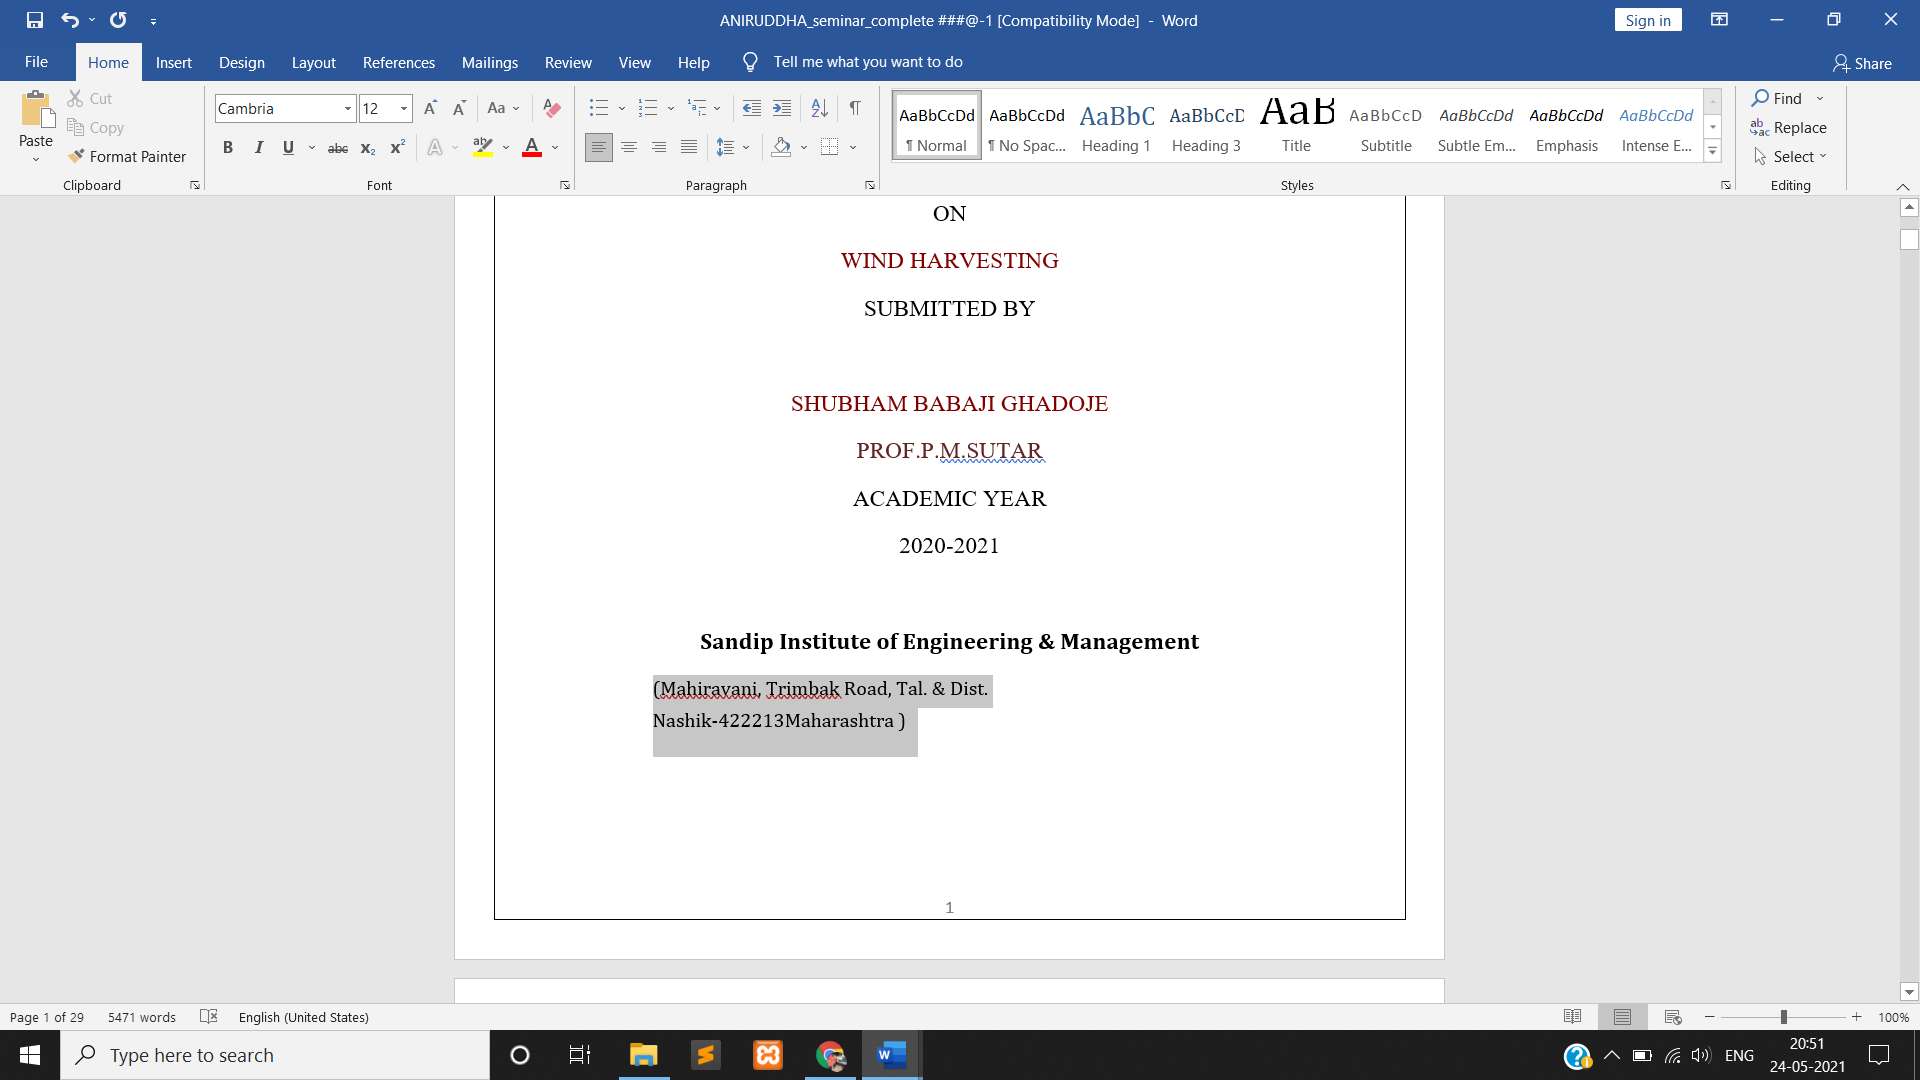 ANIRUDDHA_seminar_complete ###@-1 [Compatibility Mode] - Word
Sign in
File Home Insert Design Layout References Mailings Review View Help Tell me what you want to do Share
Paste
Cut
Copy
Format Painter
Clipboard
Cambria 12 Aa
B I U abc x₂ x² A ab A
Font
Paragraph
AaBbCcDd AaBbCcDd AaBbC AaBbCcD AaB AaBbCcD AaBbCcDd AaBbCcDd AaBbCcDd
¶ Normal ¶ No Spac... Heading 1 Heading 3 Title Subtitle Subtle Em... Emphasis Intense E...
Styles
Find
Replace
Select
Editing
ON
WIND HARVESTING
SUBMITTED BY
SHUBHAM BABAJI GHADOJE
PROF.P.M.SUTAR
ACADEMIC YEAR
2020-2021
Sandip Institute of Engineering & Management
(Mahiravani, Trimbak Road, Tal. & Dist.
Nashik-422213Maharashtra )
1
Page 1 of 29 5471 words English (United States) 100%
Type here to search
ENG
20:51
24-05-2021